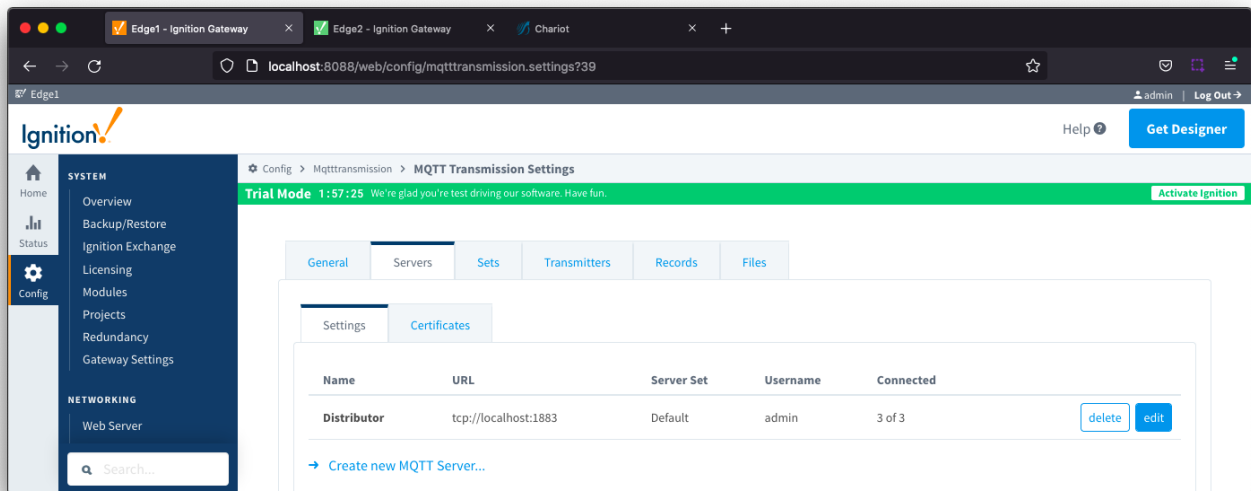 Edge1 - Ignition Gateway
Edge2 - Ignition Gateway
Chariot
localhost:8088/web/config/mqtttransmission.settings?39
Edge1
admin | Log Out
Ignition!
Help
Get Designer
Home
Status
Config
SYSTEM
Overview
Backup/Restore
Ignition Exchange
Licensing
Modules
Projects
Redundancy
Gateway Settings
NETWORKING
Web Server
Search...
Config > Mqtttransmission > MQTT Transmission Settings
Trial Mode 1:57:25 We're glad you're test driving our software. Have fun.
Activate Ignition
General Servers Sets Transmitters Records Files
Settings Certificates
Name URL Server Set Username Connected
Distributor tcp://localhost:1883 Default admin 3 of 3 delete edit
→ Create new MQTT Server...